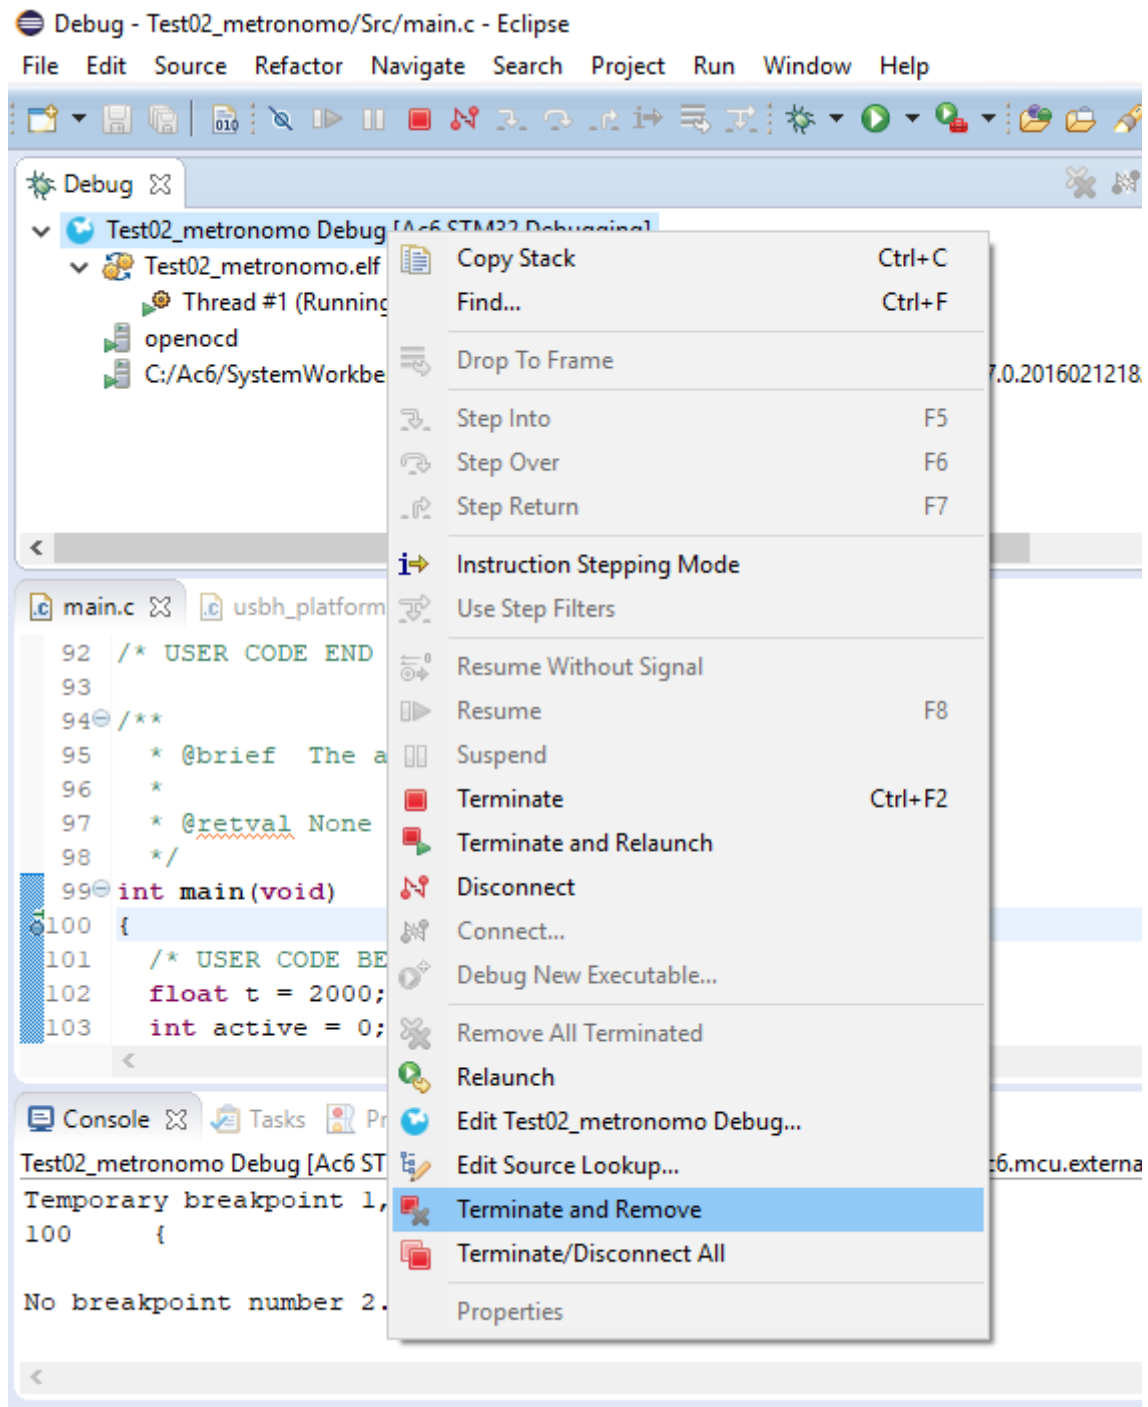 Debug - Test02_metronomo/Src/main.c - Eclipse
File Edit Source Refactor Navigate Search Project Run Window Help
010
Debug
Test02_metronomo Debug [Ac6 STM32 Debugging]
Test02_metronomo.elf
Thread #1 (Running
openocd
C:/Ac6/SystemWorkbe
7.0.2016021218
Copy Stack Ctrl+C
Find... Ctrl+F
Drop To Frame
Step Into F5
Step Over F6
Step Return F7
Instruction Stepping Mode
Use Step Filters
Resume Without Signal
Resume F8
Suspend
Terminate Ctrl+F2
Terminate and Relaunch
Disconnect
Connect...
Debug New Executable...
Remove All Terminated
Relaunch
Edit Test02_metronomo Debug...
Edit Source Lookup...
Terminate and Remove
Terminate/Disconnect All
Properties
main.c usbh_platform
92 /* USER CODE END
93
94 /**
95 * @brief The a
96 *
97 * @retval None
98 */
99 int main(void)
100 {
101 /* USER CODE BE
102 float t = 2000;
103 int active = 0;
Console Tasks Pr
Test02_metronomo Debug [Ac6 ST
c6.mcu.externa
Temporary breakpoint 1,
100 {
No breakpoint number 2.